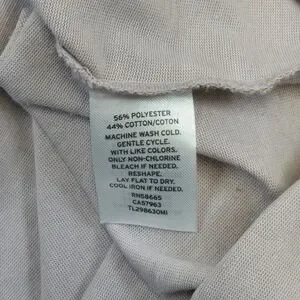 56% POLYESTER
44% COTTON/COTON
MACHINE WASH COLD.
GENTLE CYCLE.
WITH LIKE COLORS.
ONLY NON-CHLORINE
BLEACH IF NEEDED.
RESHAPE.
LAY FLAT TO DRY.
COOL IRON IF NEEDED.
RN58665
CA57963
TL298630MI